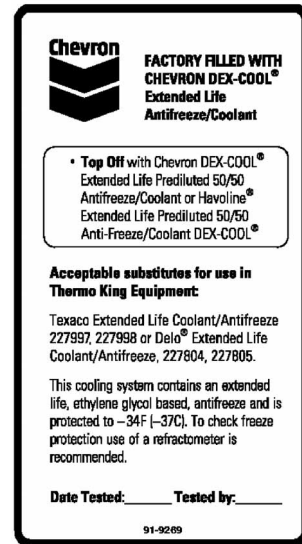 Chevron
FACTORY FILLED WITH
CHEVRON DEX-COOL®
Extended Life
Antifreeze/Coolant
• Top Off with Chevron DEX-COOL®
Extended Life Prediluted 50/50
Antifreeze/Coolant or Havoline®
Extended Life Prediluted 50/50
Anti-Freeze/Coolant DEX-COOL®
Acceptable substitutes for use in
Thermo King Equipment:
Texaco Extended Life Coolant/Antifreeze
227997, 227998 or Delo® Extended Life
Coolant/Antifreeze, 227804, 227805.
This cooling system contains an extended
life, ethylene glycol based, antifreeze and is
protected to –34F (–37C). To check freeze
protection use of a refractometer is
recommended.
Date Tested:______ Tested by:______
91-9269